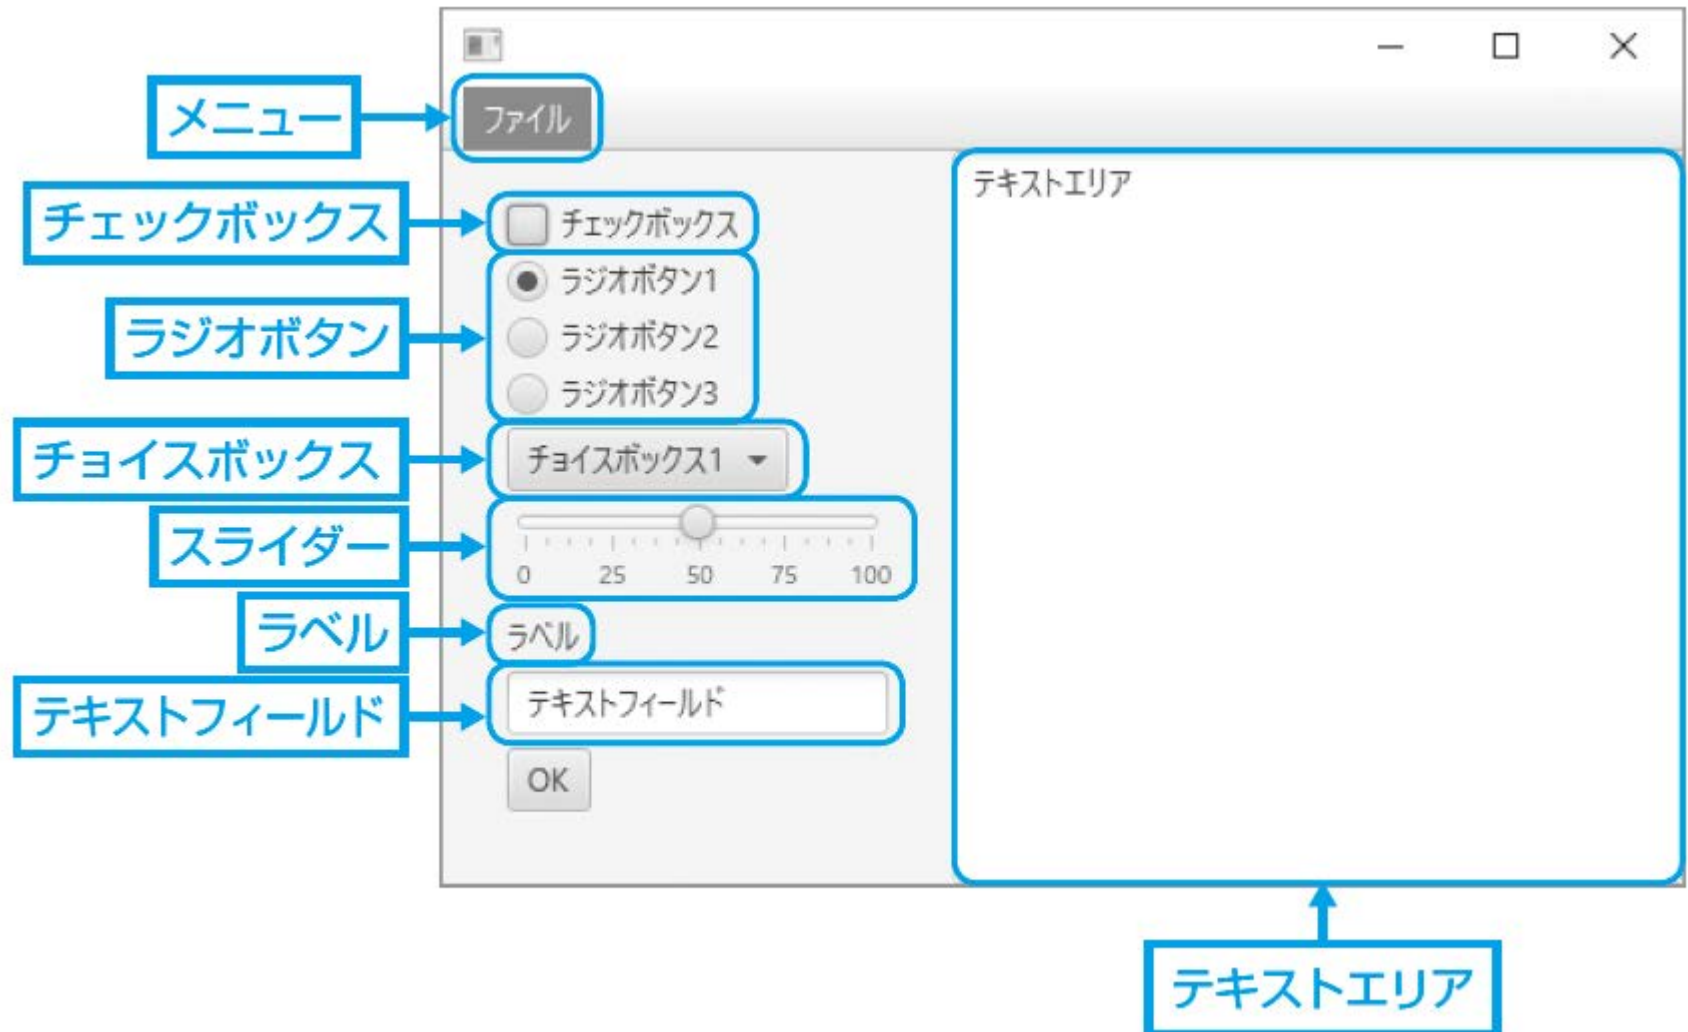 メニュー
ファイル
チェックボックス
チェックボックス
ラジオボタン
ラジオボタン1
ラジオボタン2
ラジオボタン3
チョイスボックス
チョイスボックス1
スライダー
0 25 50 75 100
ラベル
ラベル
テキストフィールド
テキストフィールド
OK
テキストエリア
テキストエリア